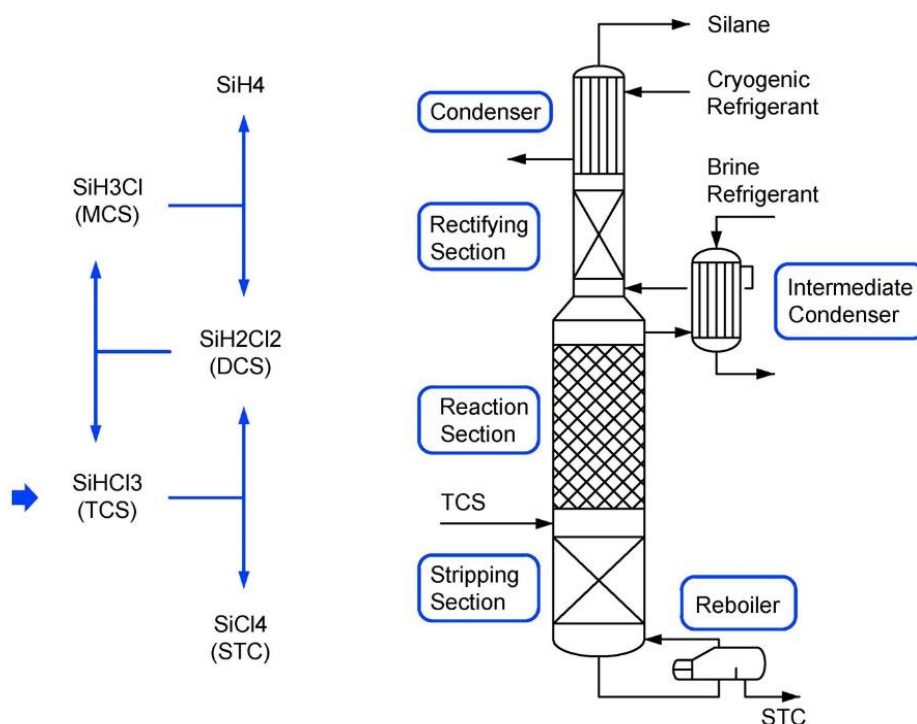 SiH4
SiH3Cl
(MCS)
SiH2Cl2
(DCS)
SiHCl3
(TCS)
SiCl4
(STC)
Silane
Cryogenic
Refrigerant
Condenser
Brine
Refrigerant
Rectifying
Section
Intermediate
Condenser
Reaction
Section
TCS
Stripping
Section
Reboiler
STC